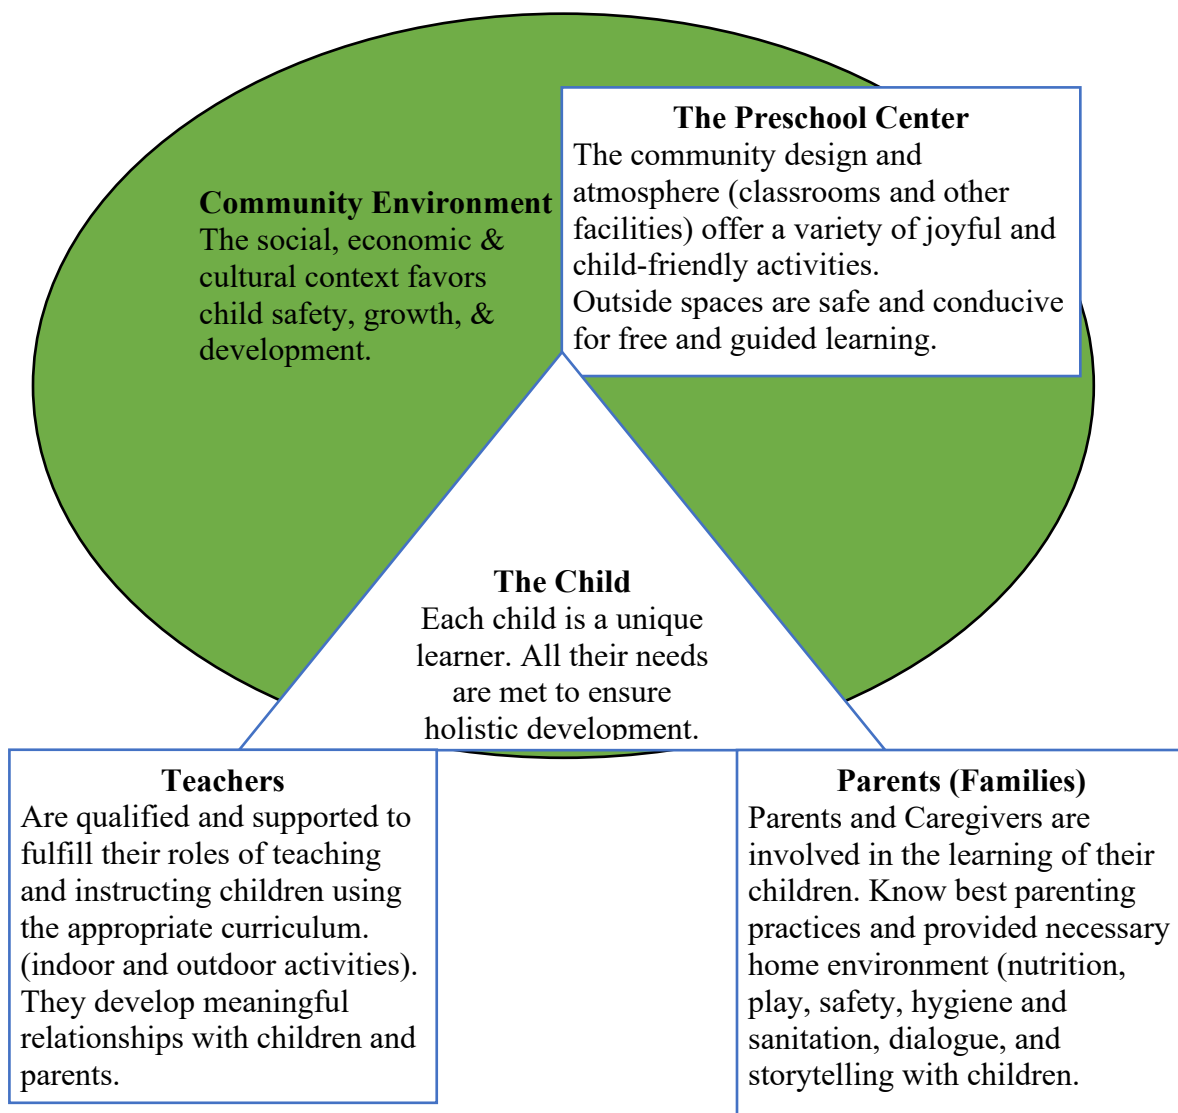 The Preschool Center
The community design and
atmosphere (classrooms and other
facilities) offer a variety of joyful and
child-friendly activities.
Outside spaces are safe and conducive
for free and guided learning.
Community Environment
The social, economic &
cultural context favors
child safety, growth, &
development.
The Child
Each child is a unique
learner. All their needs
are met to ensure
holistic development.
Teachers
Are qualified and supported to
fulfill their roles of teaching
and instructing children using
the appropriate curriculum.
(indoor and outdoor activities).
They develop meaningful
relationships with children and
parents.
Parents (Families)
Parents and Caregivers are
involved in the learning of their
children. Know best parenting
practices and provided necessary
home environment (nutrition,
play, safety, hygiene and
sanitation, dialogue, and
storytelling with children.